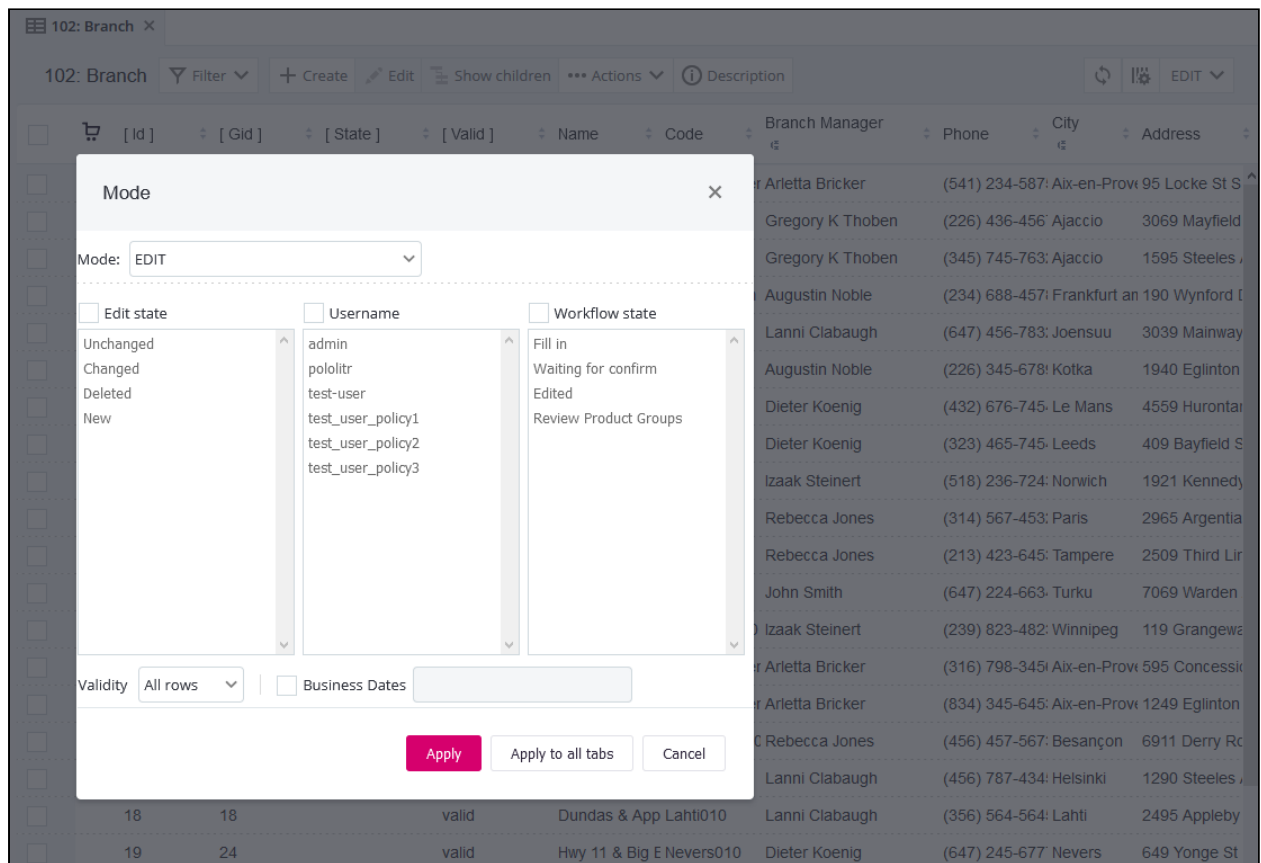 102: Branch
102: Branch Filter Create Edit Show children Actions Description EDIT
[ Id ] [ Gid ] [ State ] [ Valid ] Name Code Branch Manager Phone City Address
Mode
Mode: EDIT
Edit state Username Workflow state
Unchanged admin Fill in
Changed pololitr Waiting for confirm
Deleted test-user Edited
New test_user_policy1 Review Product Groups
test_user_policy2
test_user_policy3
Validity All rows Business Dates
Apply Apply to all tabs Cancel
Arletta Bricker (541) 234-587 Aix-en-Prov 95 Locke St S
Gregory K Thoben (226) 436-456 Ajaccio 3069 Mayfield
Gregory K Thoben (345) 745-763 Ajaccio 1595 Steeles
Augustin Noble (234) 688-457 Frankfurt an 190 Wynford
Lanni Clabaugh (647) 456-783 Joensuu 3039 Mainway
Augustin Noble (226) 345-678 Kotka 1940 Eglinton
Dieter Koenig (432) 676-745 Le Mans 4559 Hurontar
Dieter Koenig (323) 465-745 Leeds 409 Bayfield S
Izaak Steinert (518) 236-724 Norwich 1921 Kennedy
Rebecca Jones (314) 567-453 Paris 2965 Argentia
Rebecca Jones (213) 423-645 Tampere 2509 Third Lin
John Smith (647) 224-663 Turku 7069 Warden
Izaak Steinert (239) 823-482 Winnipeg 119 Grangewa
Arletta Bricker (316) 798-345 Aix-en-Prov 595 Concessio
Arletta Bricker (834) 345-645 Aix-en-Prov 1249 Eglinton
Rebecca Jones (456) 457-567 Besançon 6911 Derry Ro
Lanni Clabaugh (456) 787-434 Helsinki 1290 Steeles
18 18 valid Dundas & App Lahti010 Lanni Clabaugh (356) 564-564 Lahti 2495 Appleby
19 24 valid Hwy 11 & Big E Nevers010 Dieter Koenig (647) 245-677 Nevers 649 Yonge St